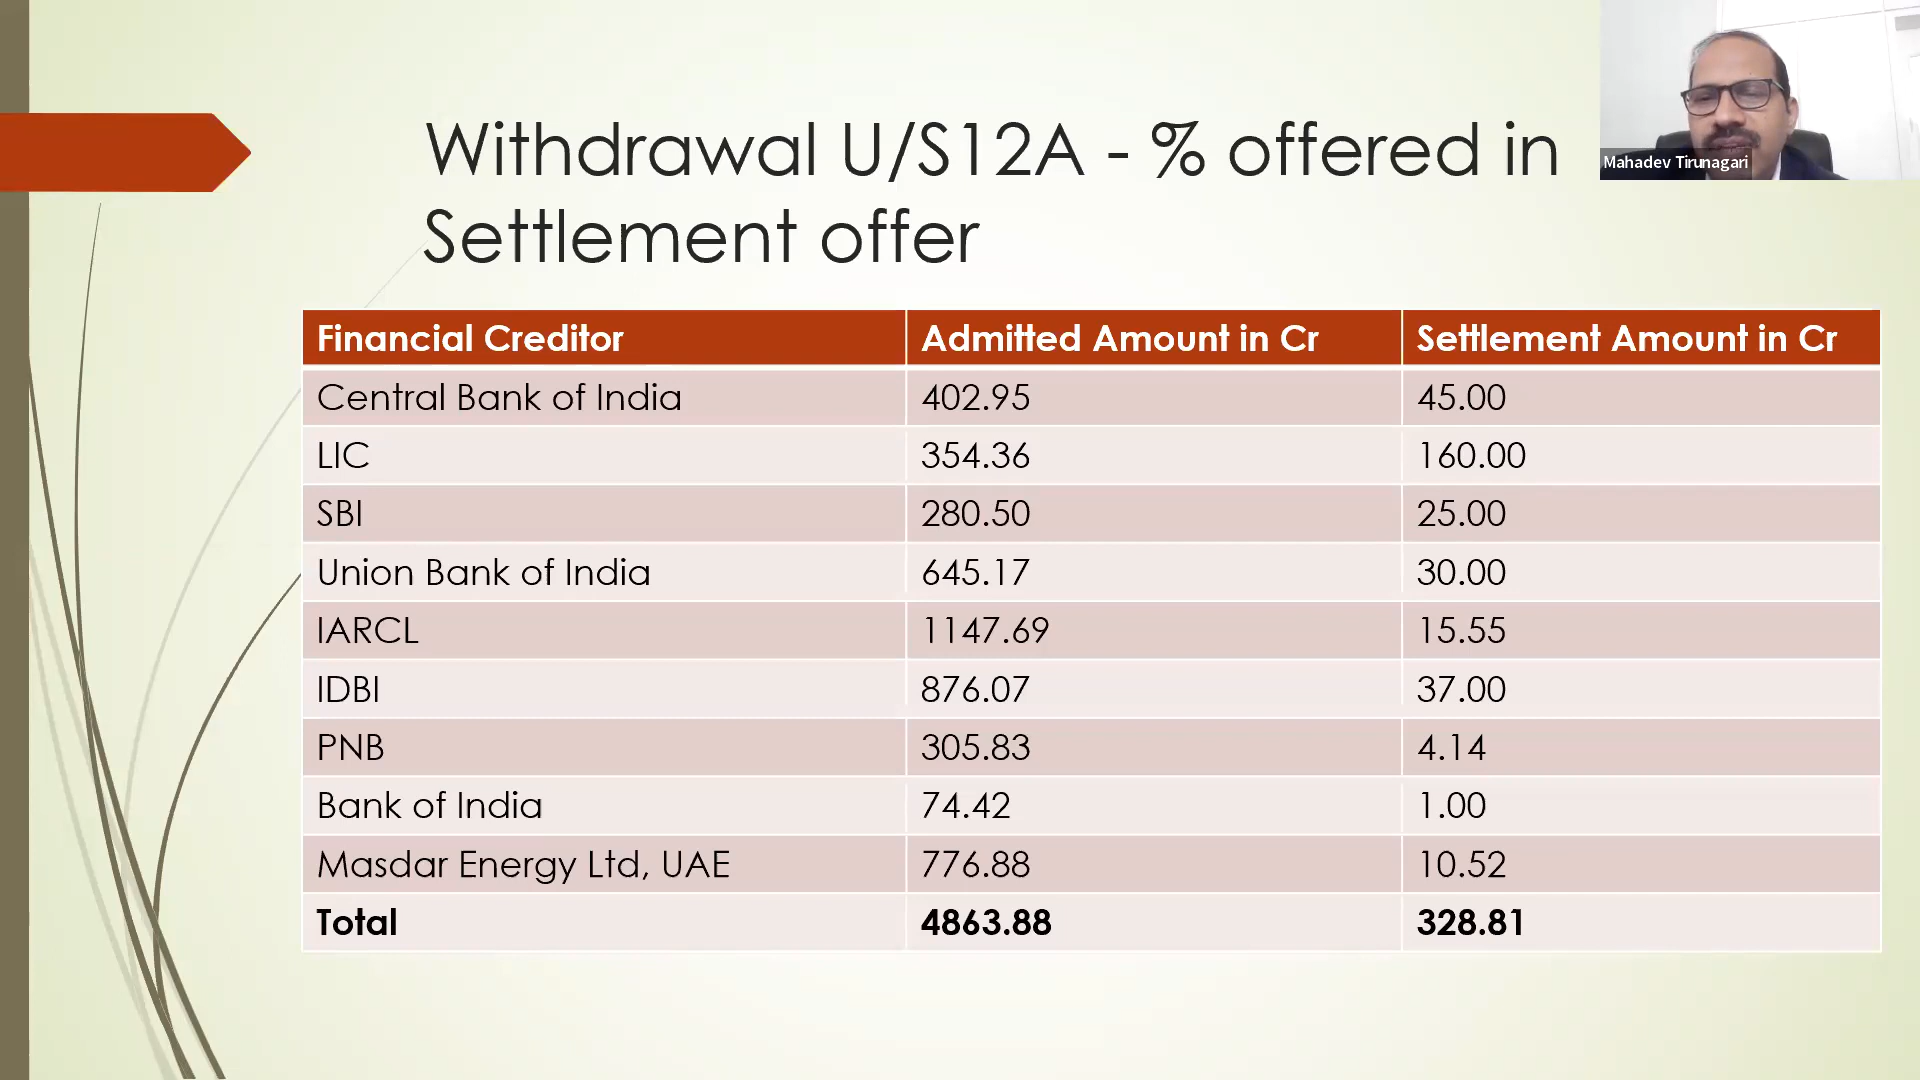 Withdrawal U/S12A - % offered in
Settlement offer
Mahadev Tirunagari
Financial Creditor Admitted Amount in Cr Settlement Amount in Cr
Central Bank of India 402.95 45.00
LIC 354.36 160.00
SBI 280.50 25.00
Union Bank of India 645.17 30.00
IARCL 1147.69 15.55
IDBI 876.07 37.00
PNB 305.83 4.14
Bank of India 74.42 1.00
Masdar Energy Ltd, UAE 776.88 10.52
Total 4863.88 328.81